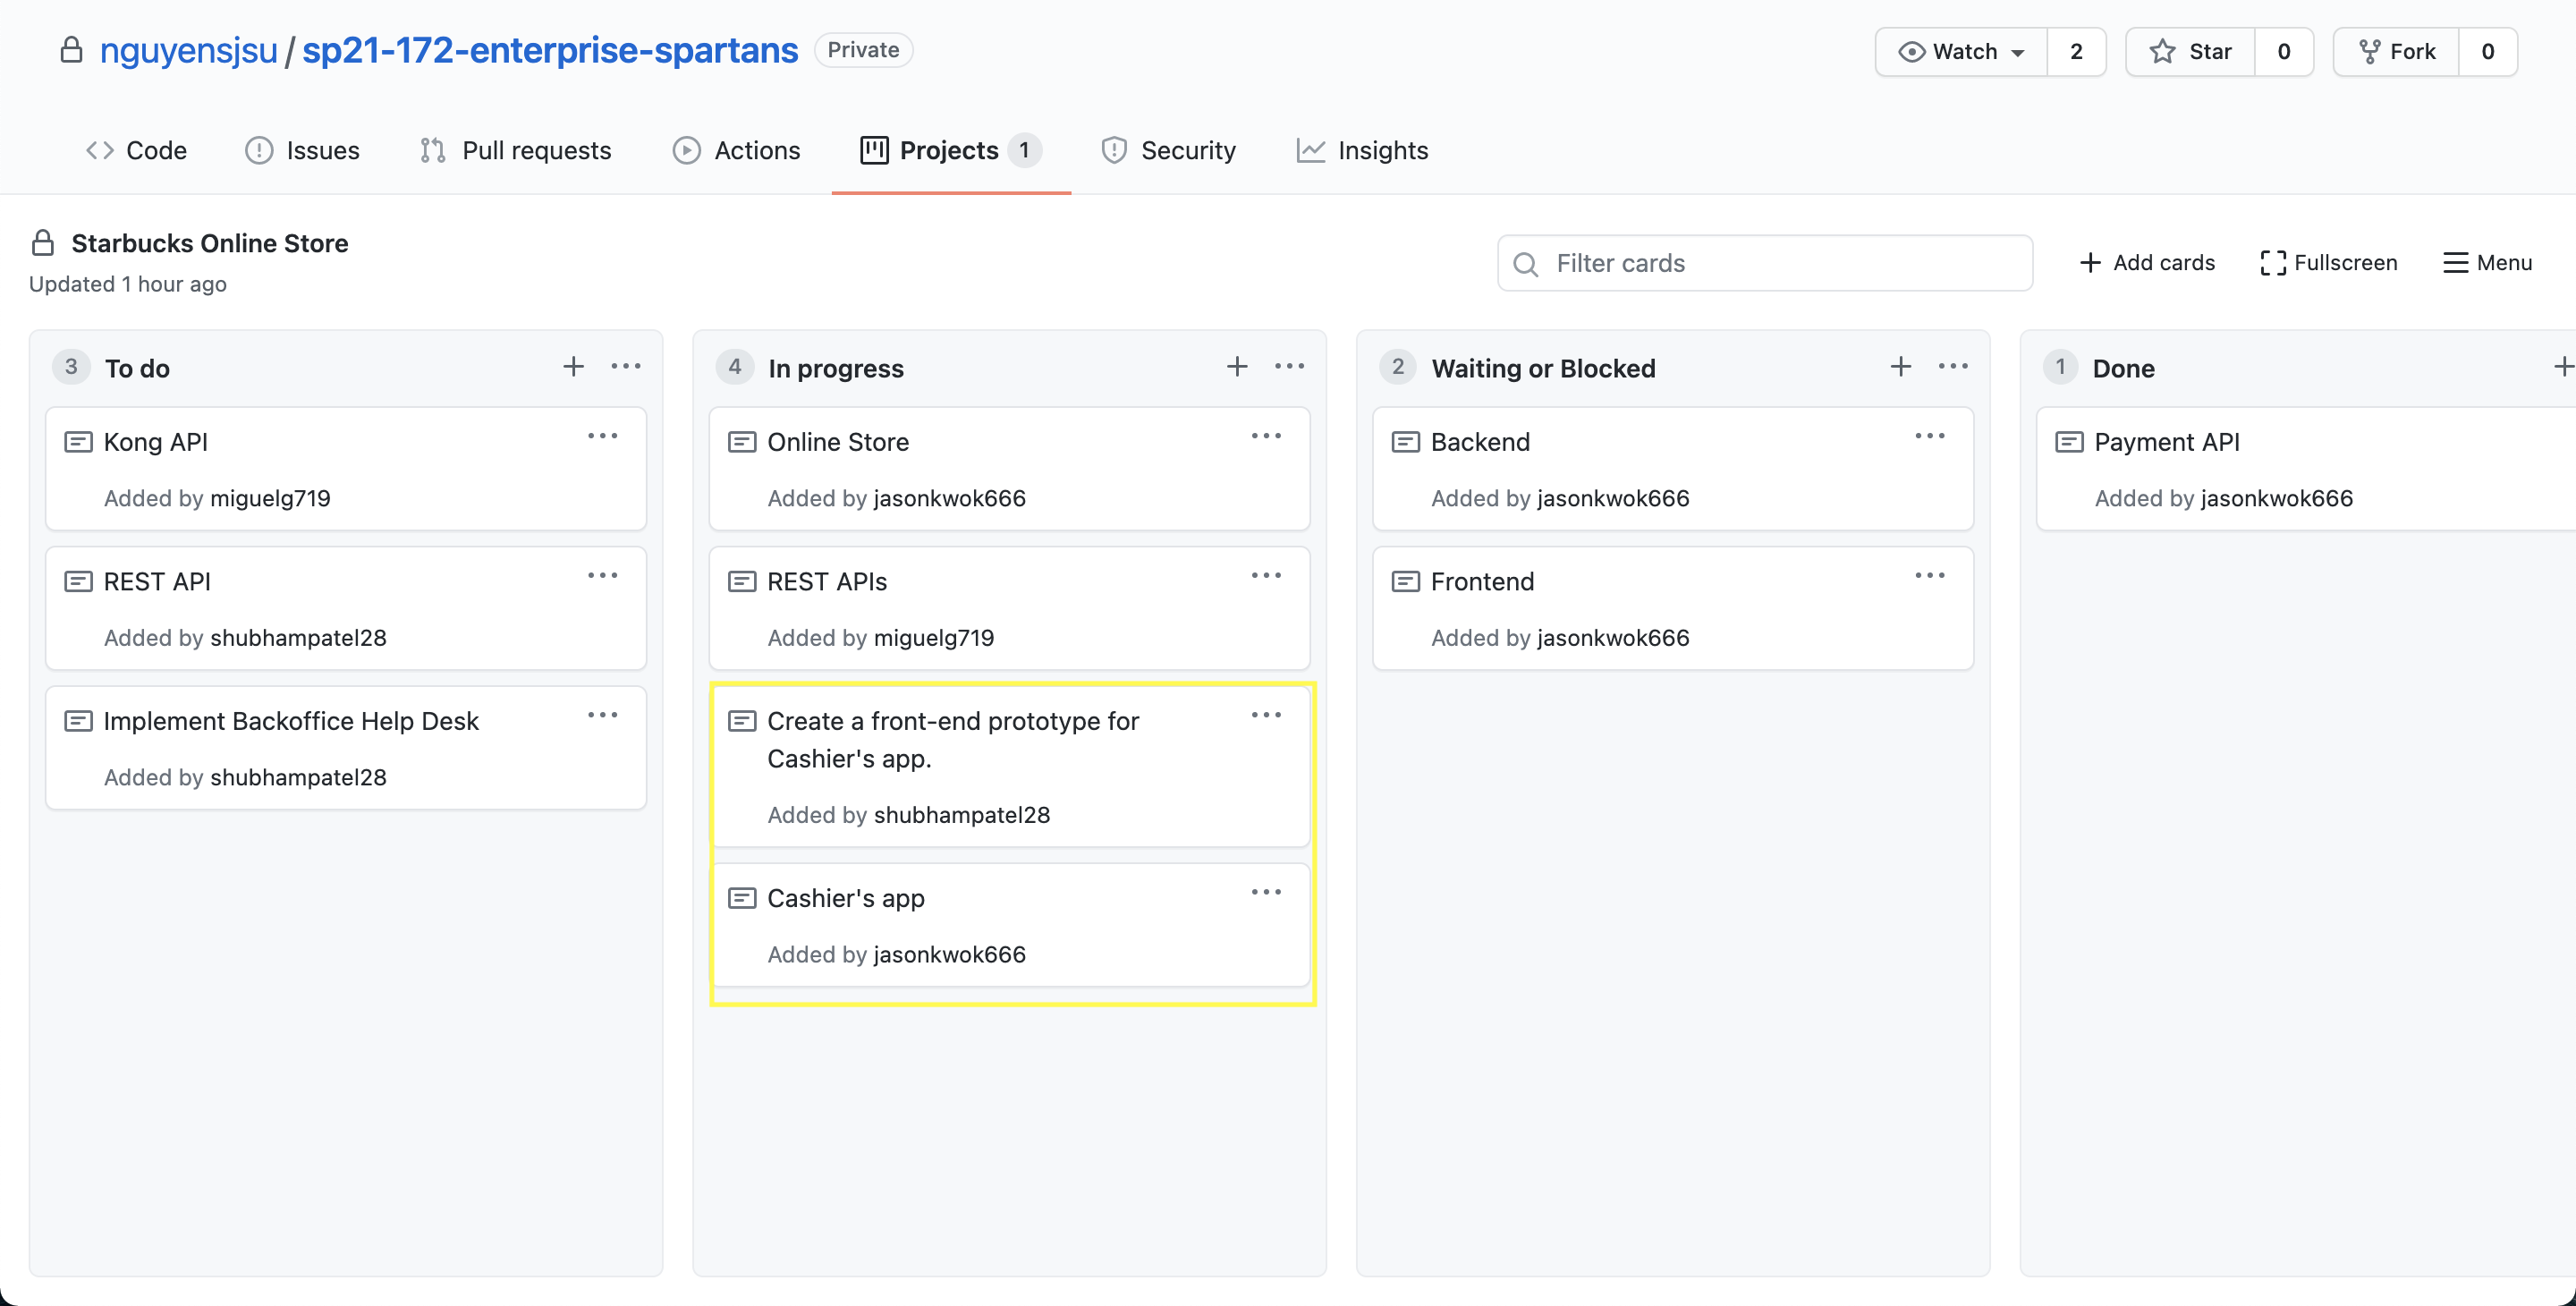 nguyensjsu / sp21-172-enterprise-spartans Private
Watch 2 Star 0 Fork 0
Code Issues Pull requests Actions Projects 1 Security Insights
Starbucks Online Store
Updated 1 hour ago
Filter cards
Add cards Fullscreen Menu
3 To do
Kong API
Added by miguelg719
REST API
Added by shubhampatel28
Implement Backoffice Help Desk
Added by shubhampatel28
4 In progress
Online Store
Added by jasonkwok666
REST APIs
Added by miguelg719
Create a front-end prototype for
Cashier's app.
Added by shubhampatel28
Cashier's app
Added by jasonkwok666
2 Waiting or Blocked
Backend
Added by jasonkwok666
Frontend
Added by jasonkwok666
1 Done
Payment API
Added by jasonkwok666